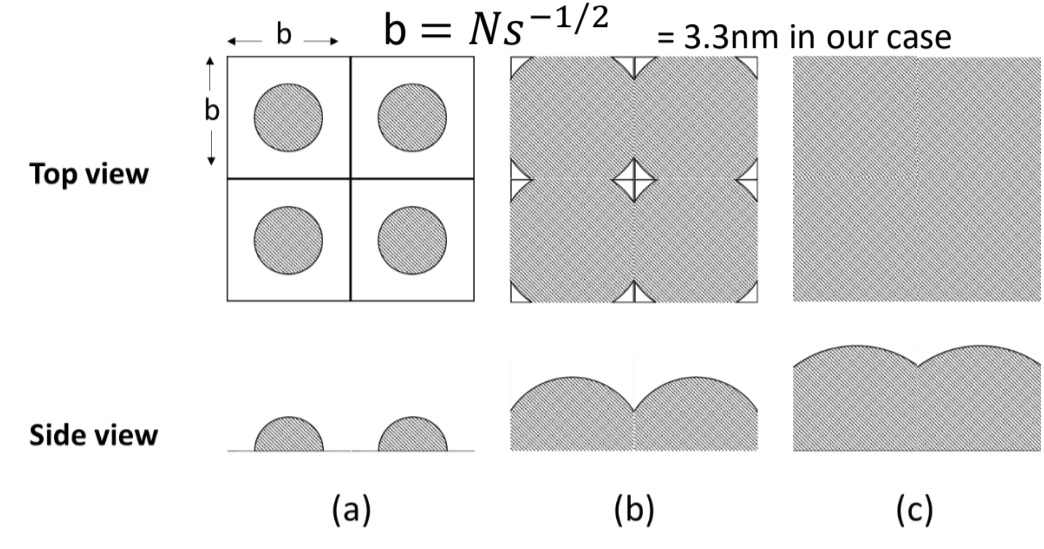 b
b = Ns^{-1/2}
= 3.3nm in our case
b
Top view
Side view
(a)
(b)
(c)